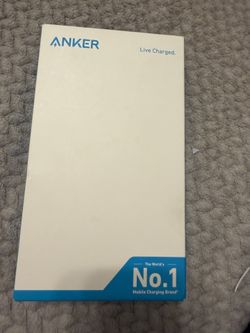 ANKER
Live Charged.
The World's
No.1
Mobile Charging Brand*